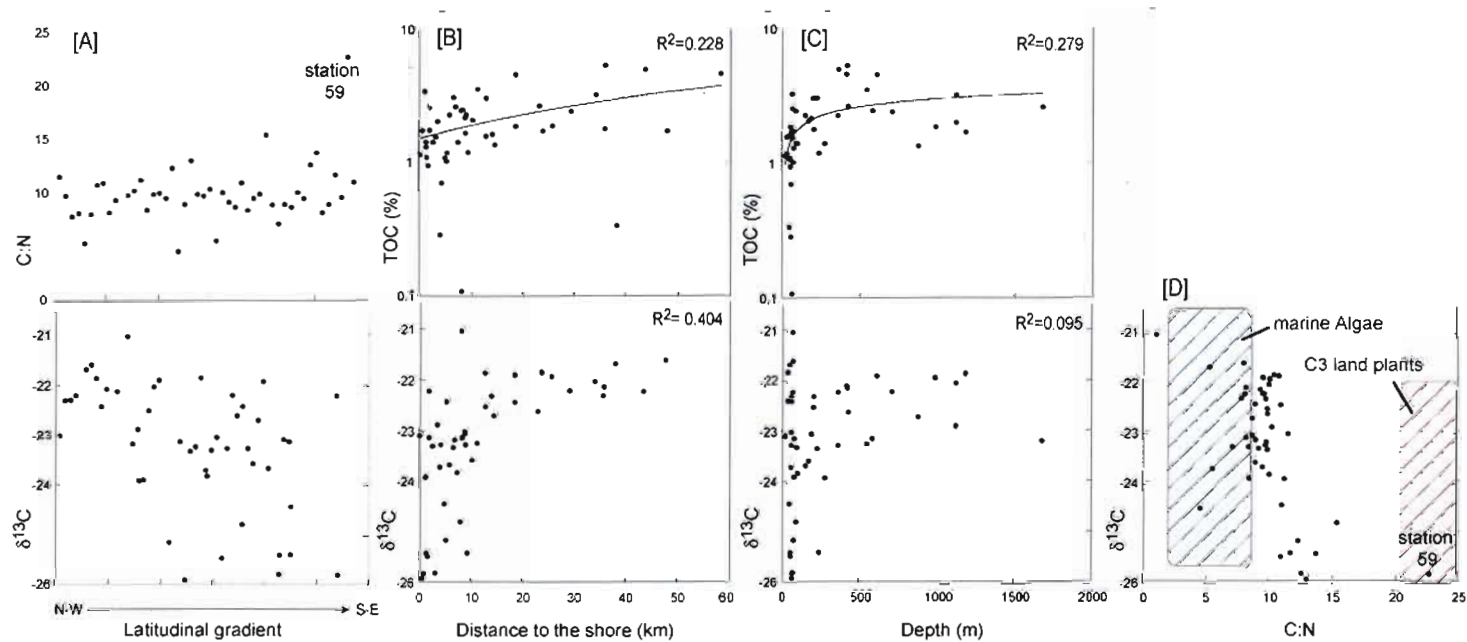 [A]
25
20
15
10
0
C:N
station
59
[B]
R²=0.228
10
1
0,1
TOC (%)
[C]
R²=0.279
10
1
0,1
TOC (%)
-21
-22
-23
-24
-26
δ¹³C
N-W
S-E
Latitudinal gradient
R²= 0.404
-21
-22
-23
-24
-26
δ¹³C
0
10
20
30
40
50
60
Distance to the shore (km)
R²=0.095
-21
-22
-23
-24
-26
δ¹³C
0
500
1000
1500
2000
Depth (m)
[D]
marine Algae
C3 land plants
station
59
-21
-22
-23
-24
-26
δ¹³C
0
5
10
15
20
25
C:N